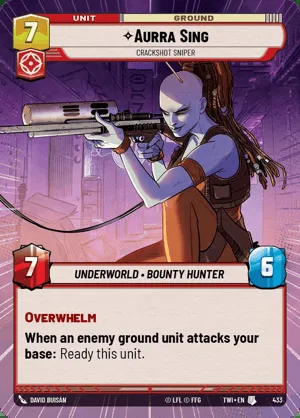 UNIT
GROUND
7
✧AURRA SING
CRACKSHOT SNIPER
7
UNDERWORLD • BOUNTY HUNTER
6
OVERWHELM
When an enemy ground unit attacks your
base: Ready this unit.
DAVID BUISÁN
© LFL © FFG
TWI • EN
433